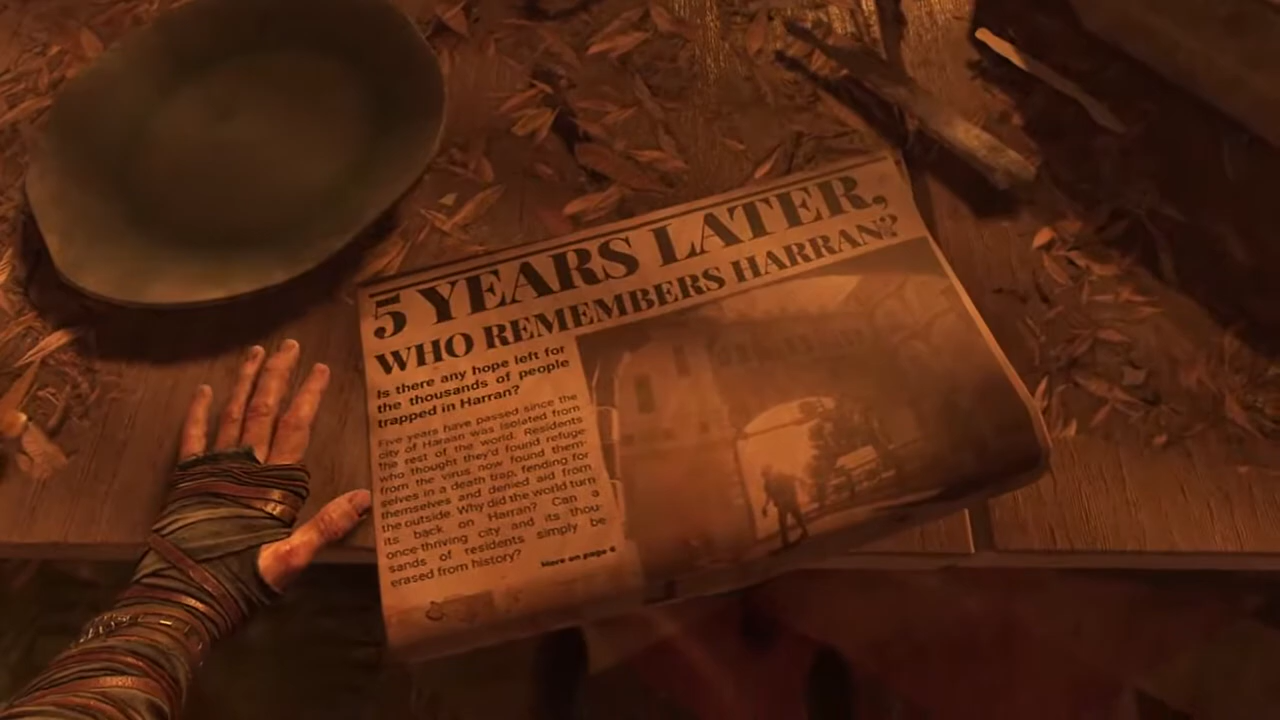 5 YEARS LATER,
WHO REMEMBERS HARRAN?
Is there any hope left for
the thousands of people
trapped in Harran?
Five years have passed since the
city of Haraan was isolated from
the rest of the world. Residents
who thought they'd found refuge
from the virus now found them-
selves in a death trap, fending for
themselves and denied aid from
the outside. Why did the world turn
its back on Harran? Can a
once-thriving city and its thou-
sands of residents simply be
erased from history?
More on page 6